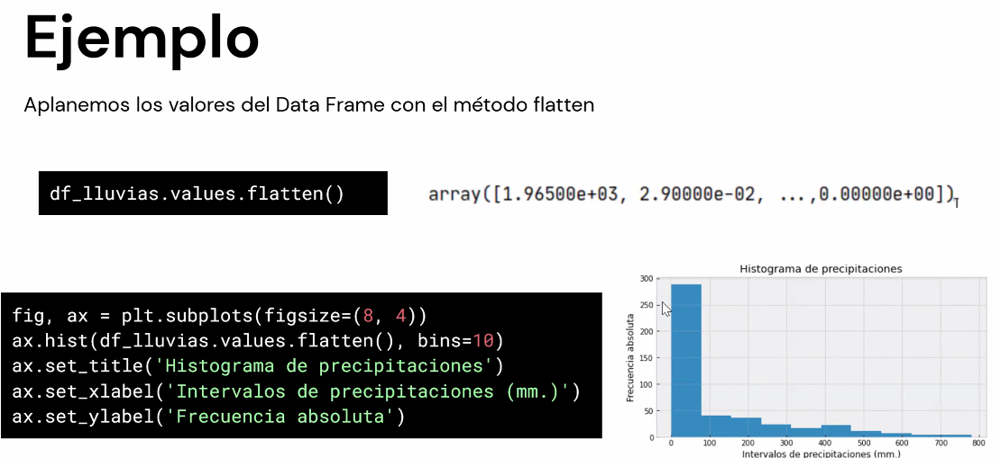 Ejemplo
Aplanemos los valores del Data Frame con el método flatten
df_lluvias.values.flatten()
array([1.96500e+03, 2.90000e-02, ...,0.00000e+00]),
fig, ax = plt.subplots(figsize=(8, 4))
ax.hist(df_lluvias.values.flatten(), bins=10)
ax.set_title('Histograma de precipitaciones')
ax.set_xlabel('Intervalos de precipitaciones (mm.)')
ax.set_ylabel('Frecuencia absoluta')
Histograma de precipitaciones
Frecuencia absoluta
300
250
200
150
100
50
0
0 100 200 300 400 500 600 700 800
Intervalos de precipitaciones (mm.)